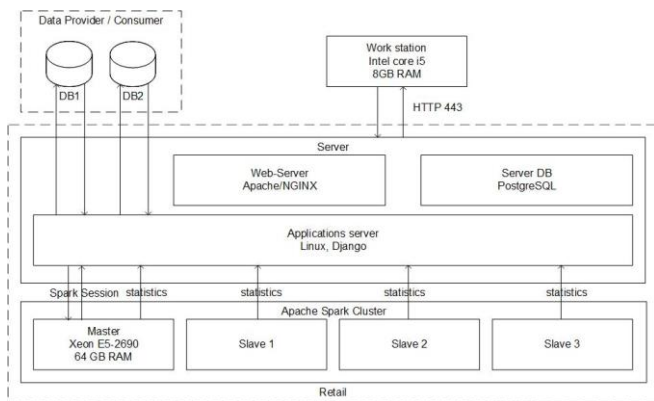 Data Provider / Consumer
DB1
DB2
Work station
Intel core i5
8GB RAM
HTTP 443
Server
Web-Server
Apache/NGINX
Server DB
PostgreSQL
Applications server
Linux, Django
Spark Session
statistics
statistics
statistics
statistics
Apache Spark Cluster
Master
Xeon E5-2690
64 GB RAM
Slave 1
Slave 2
Slave 3
Retail